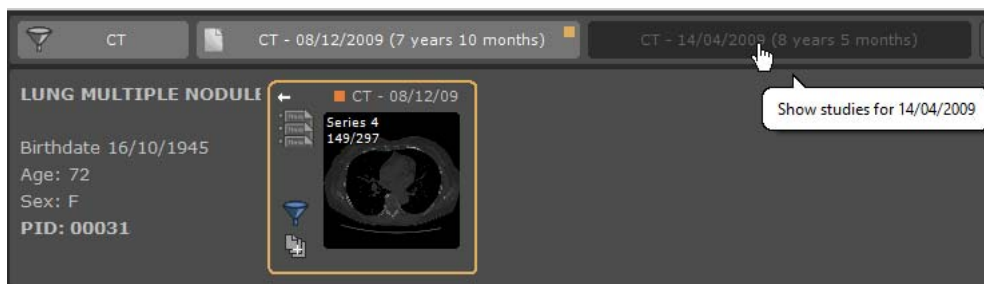 CT
CT - 08/12/2009 (7 years 10 months)
CT - 14/04/2009 (8 years 5 months)
Show studies for 14/04/2009
LUNG MULTIPLE NODULE
Birthdate 16/10/1945
Age: 72
Sex: F
PID: 00031
CT - 08/12/09
Series 4
149/297